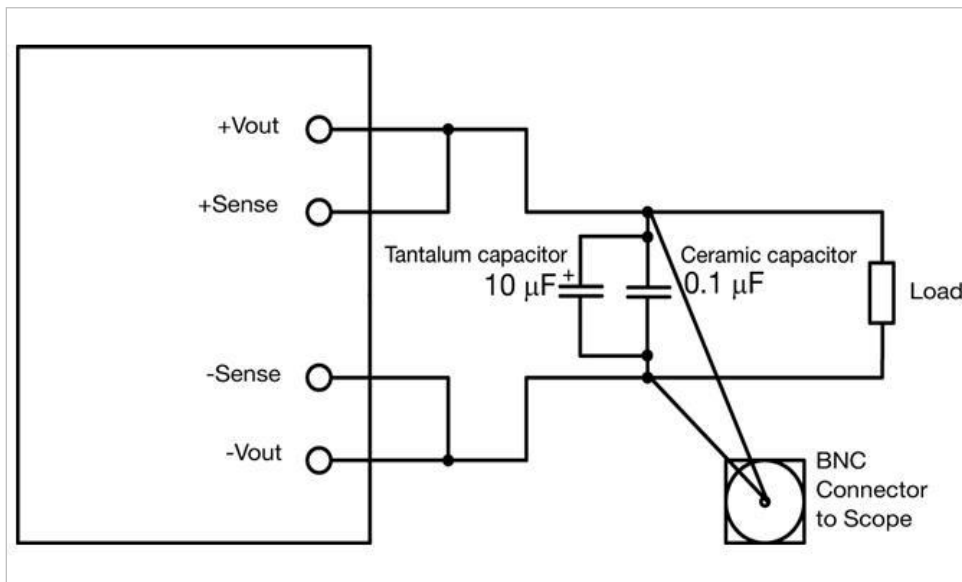 +Vout
+Sense
Tantalum capacitor
10 μF
+
Ceramic capacitor
0.1 μF
Load
-Sense
-Vout
BNC
Connector
to Scope